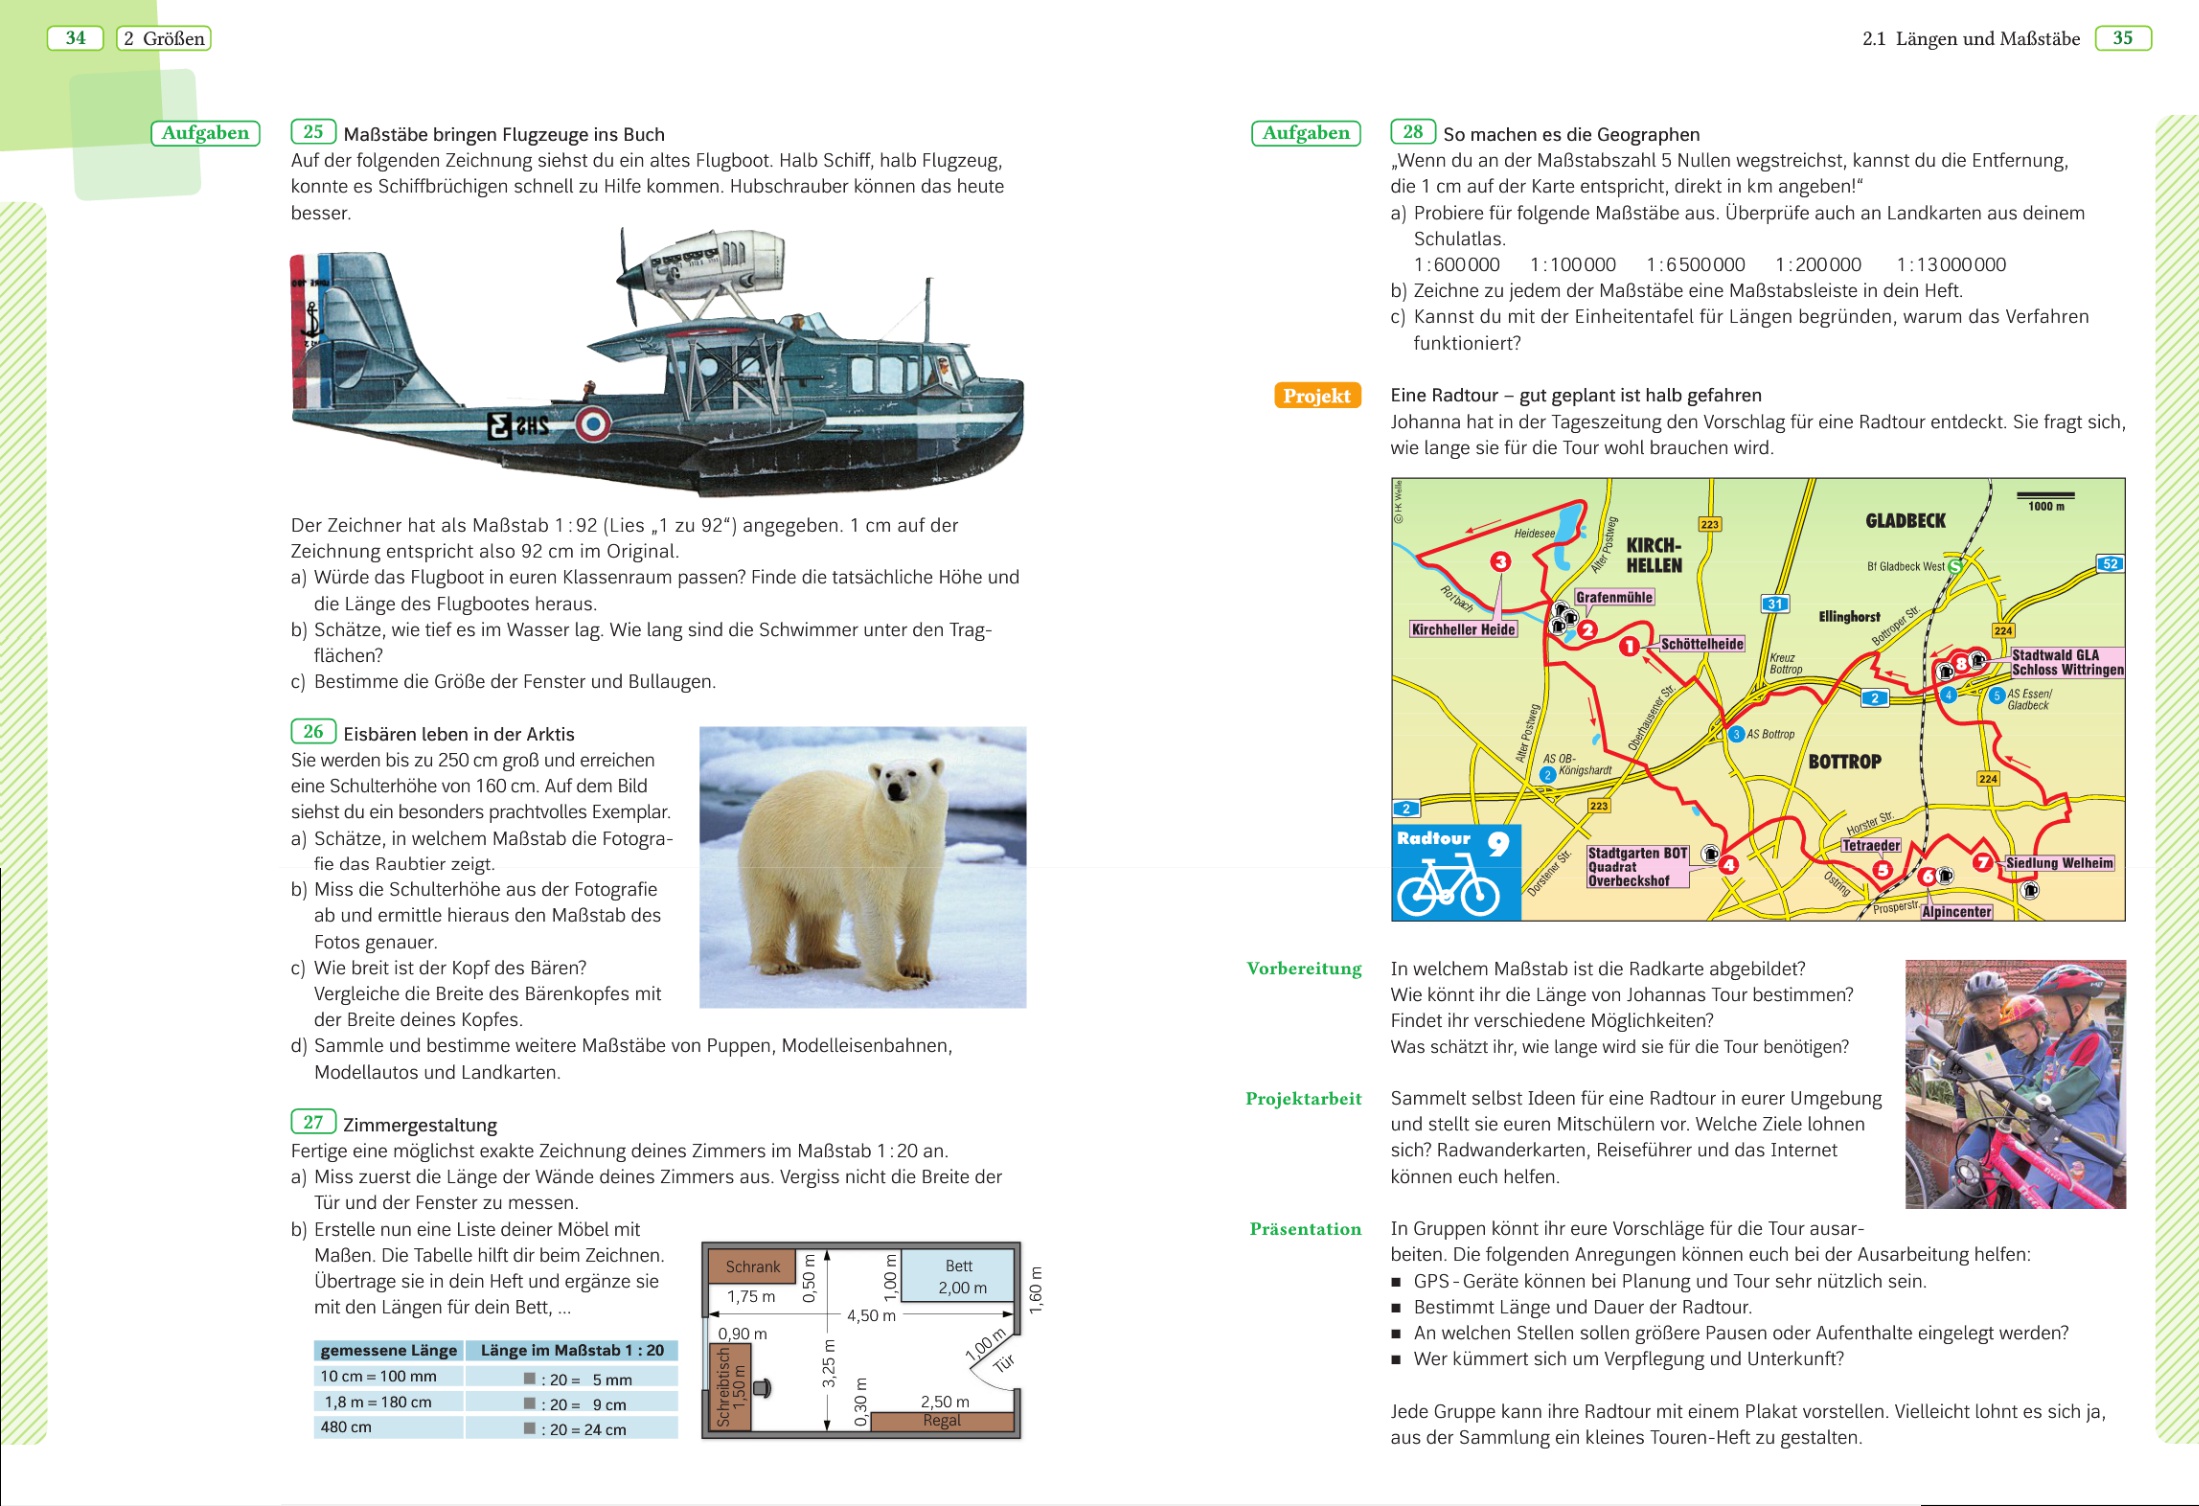 34
2 Größen
Aufgaben
25 Maßstäbe bringen Flugzeuge ins Buch
Auf der folgenden Zeichnung siehst du ein altes Flugboot. Halb Schiff, halb Flugzeug,
konnte es Schiffbrüchigen schnell zu Hilfe kommen. Hubschrauber können das heute
besser.
Der Zeichner hat als Maßstab 1:92 (Lies „1 zu 92“) angegeben. 1 cm auf der
Zeichnung entspricht also 92 cm im Original.
a) Würde das Flugboot in euren Klassenraum passen? Finde die tatsächliche Höhe und
die Länge des Flugbootes heraus.
b) Schätze, wie tief es im Wasser lag. Wie lang sind die Schwimmer unter den Trag-
flächen?
c) Bestimme die Größe der Fenster und Bullaugen.
26 Eisbären leben in der Arktis
Sie werden bis zu 250 cm groß und erreichen
eine Schulterhöhe von 160 cm. Auf dem Bild
siehst du ein besonders prachtvolles Exemplar.
a) Schätze, in welchem Maßstab die Fotogra-
fie das Raubtier zeigt.
b) Miss die Schulterhöhe aus der Fotografie
ab und ermittle hieraus den Maßstab des
Fotos genauer.
c) Wie breit ist der Kopf des Bären?
Vergleiche die Breite des Bärenkopfes mit
der Breite deines Kopfes.
d) Sammle und bestimme weitere Maßstäbe von Puppen, Modelleisenbahnen,
Modellautos und Landkarten.
27 Zimmergestaltung
Fertige eine möglichst exakte Zeichnung deines Zimmers im Maßstab 1:20 an.
a) Miss zuerst die Länge der Wände deines Zimmers aus. Vergiss nicht die Breite der
Tür und der Fenster zu messen.
b) Erstelle nun eine Liste deiner Möbel mit
Maßen. Die Tabelle hilft dir beim Zeichnen.
Übertrage sie in dein Heft und ergänze sie
mit den Längen für dein Bett, ...
gemessene Länge Länge im Maßstab 1 : 20
10 cm = 100 mm ■ : 20 = 5 mm
1,8 m = 180 cm ■ : 20 = 9 cm
480 cm ■ : 20 = 24 cm
Schrank
1,75 m
0,50 m
1,00 m
Bett
2,00 m
1,60 m
4,50 m
0,90 m
Schreibtisch
1,50 m
3,25 m
1,00 m
Tür
0,30 m
2,50 m
Regal
2.1 Längen und Maßstäbe
35
Aufgaben
28 So machen es die Geographen
„Wenn du an der Maßstabszahl 5 Nullen wegstreichst, kannst du die Entfernung,
die 1 cm auf der Karte entspricht, direkt in km angeben!“
a) Probiere für folgende Maßstäbe aus. Überprüfe auch an Landkarten aus deinem
Schulatlas.
1:600000 1:100000 1:6500000 1:200000 1:13000000
b) Zeichne zu jedem der Maßstäbe eine Maßstabsleiste in dein Heft.
c) Kannst du mit der Einheitentafel für Längen begründen, warum das Verfahren
funktioniert?
Projekt
Eine Radtour – gut geplant ist halb gefahren
Johanna hat in der Tageszeitung den Vorschlag für eine Radtour entdeckt. Sie fragt sich,
wie lange sie für die Tour wohl brauchen wird.
© HK Welle
1000 m
GLADBECK
223
Heidesee
Alter Postweg
KIRCH-
HELLEN
3
Bf Gladbeck West
S
52
Rotbach
31
Grafenmühle
Ellinghorst
Bottroper Str.
Kirchheller Heide
2
1
Schöttelheide
224
Kreuz
Bottrop
8
Stadtwald GLA
Schloss Wittringen
2
4
5
AS Essen/
Gladbeck
Alter Postweg
Oberhausener Str.
3
AS Bottrop
AS OB-
Königshardt
2
BOTTROP
224
2
223
Radtour 9
Horster Str.
Tetraeder
Stadtgarten BOT
Quadrat
Overbeckshof
4
5
6
7
Siedlung Welheim
Dorstener Str.
Ostring
Prosperstr.
Alpincenter
Vorbereitung
In welchem Maßstab ist die Radkarte abgebildet?
Wie könnt ihr die Länge von Johannas Tour bestimmen?
Findet ihr verschiedene Möglichkeiten?
Was schätzt ihr, wie lange wird sie für die Tour benötigen?
Projektarbeit
Sammelt selbst Ideen für eine Radtour in eurer Umgebung
und stellt sie euren Mitschülern vor. Welche Ziele lohnen
sich? Radwanderkarten, Reiseführer und das Internet
können euch helfen.
Präsentation
In Gruppen könnt ihr eure Vorschläge für die Tour ausar-
beiten. Die folgenden Anregungen können euch bei der Ausarbeitung helfen:
■ GPS-Geräte können bei Planung und Tour sehr nützlich sein.
■ Bestimmt Länge und Dauer der Radtour.
■ An welchen Stellen sollen größere Pausen oder Aufenthalte eingelegt werden?
■ Wer kümmert sich um Verpflegung und Unterkunft?
Jede Gruppe kann ihre Radtour mit einem Plakat vorstellen. Vielleicht lohnt es sich ja,
aus der Sammlung ein kleines Touren-Heft zu gestalten.